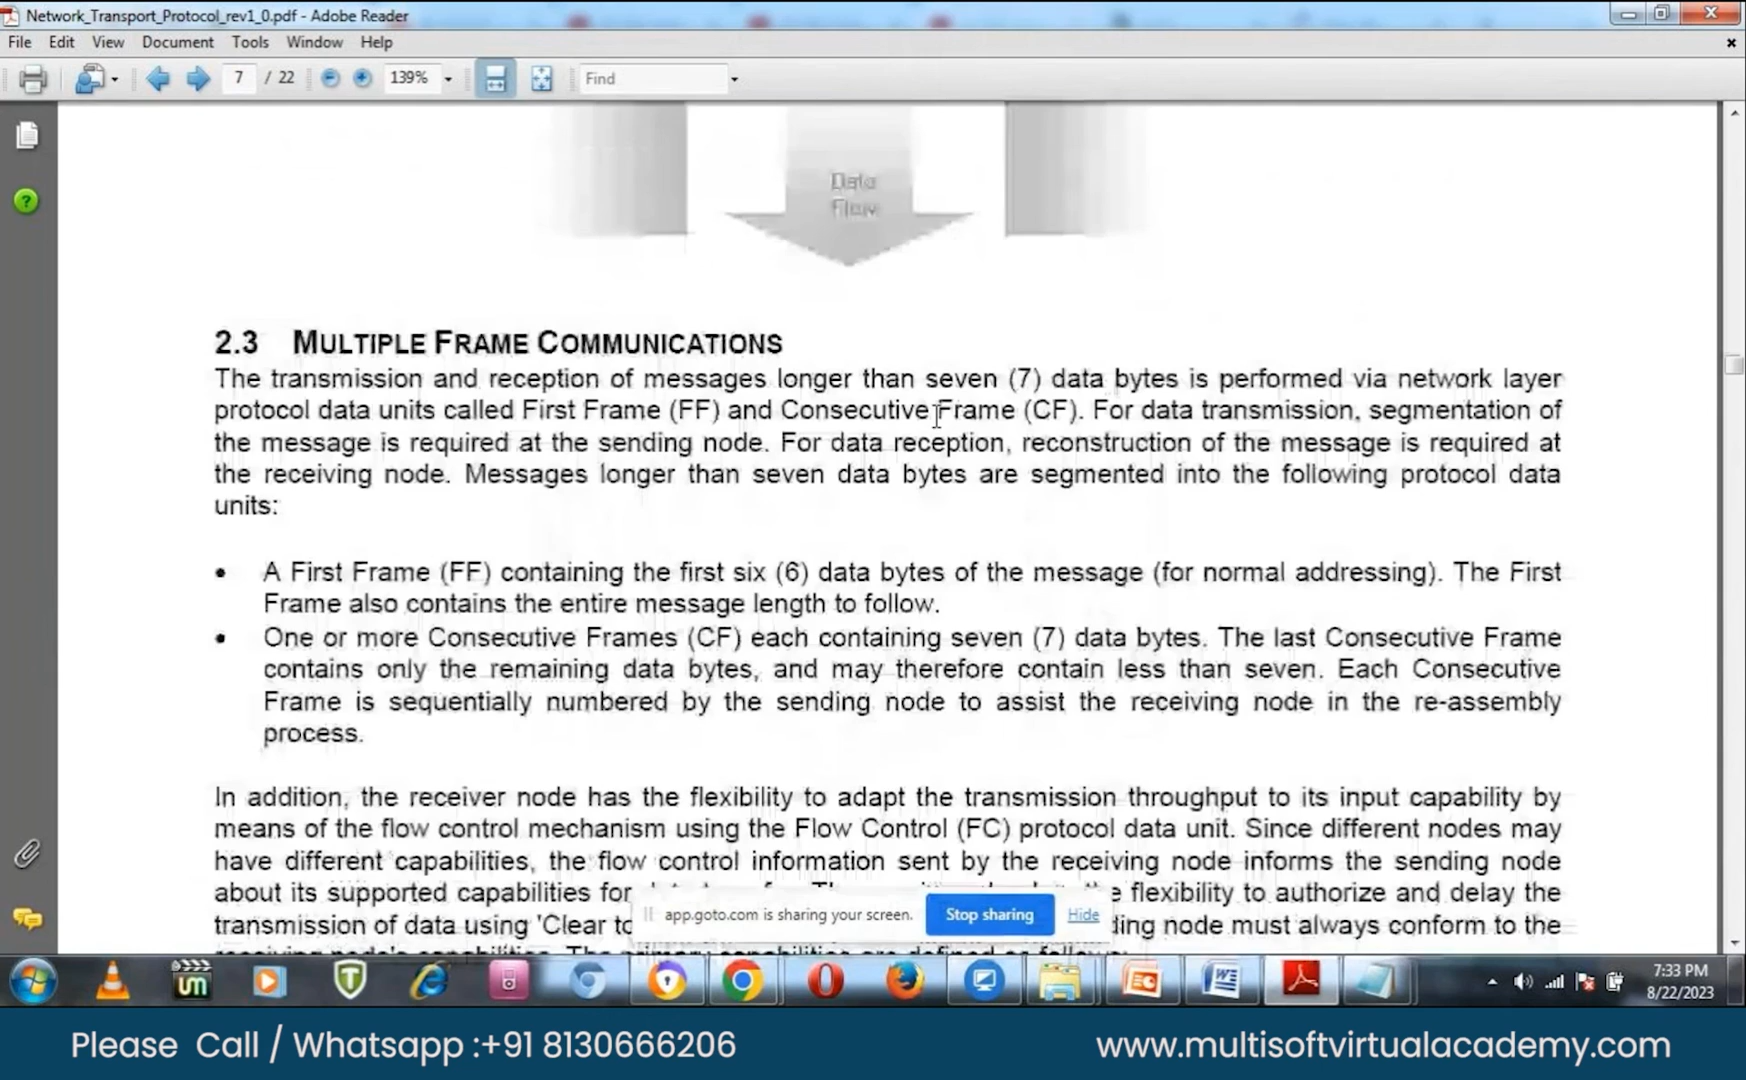 Network_Transport_Protocol_rev1_0.pdf - Adobe Reader
File Edit View Document Tools Window Help
7 / 22 139% Find
Data
Flow
2.3 MULTIPLE FRAME COMMUNICATIONS
The transmission and reception of messages longer than seven (7) data bytes is performed via network layer
protocol data units called First Frame (FF) and Consecutive Frame (CF). For data transmission, segmentation of
the message is required at the sending node. For data reception, reconstruction of the message is required at
the receiving node. Messages longer than seven data bytes are segmented into the following protocol data
units:
• A First Frame (FF) containing the first six (6) data bytes of the message (for normal addressing). The First
Frame also contains the entire message length to follow.
• One or more Consecutive Frames (CF) each containing seven (7) data bytes. The last Consecutive Frame
contains only the remaining data bytes, and may therefore contain less than seven. Each Consecutive
Frame is sequentially numbered by the sending node to assist the receiving node in the re-assembly
process.
In addition, the receiver node has the flexibility to adapt the transmission throughput to its input capability by
means of the flow control mechanism using the Flow Control (FC) protocol data unit. Since different nodes may
have different capabilities, the flow control information sent by the receiving node informs the sending node
about its supported capabilities for flexibility to authorize and delay the
transmission of data using 'Clear to ding node must always conform to the
app.goto.com is sharing your screen. Stop sharing Hide
um
7:33 PM
8/22/2023
Please Call / Whatsapp :+91 8130666206
www.multisoftvirtualacademy.com